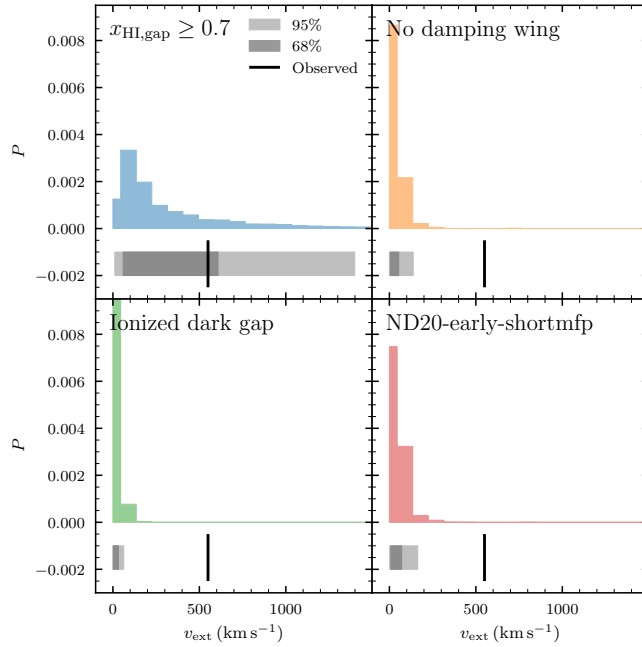 x_HI,gap ≥ 0.7
95%
68%
Observed
No damping wing
0.008
0.006
0.004
0.002
0.000
−0.002
P
Ionized dark gap
ND20-early-shortmfp
0.008
0.006
0.004
0.002
0.000
−0.002
P
0 500 1000
0 500 1000
v_ext (km s⁻¹)
v_ext (km s⁻¹)